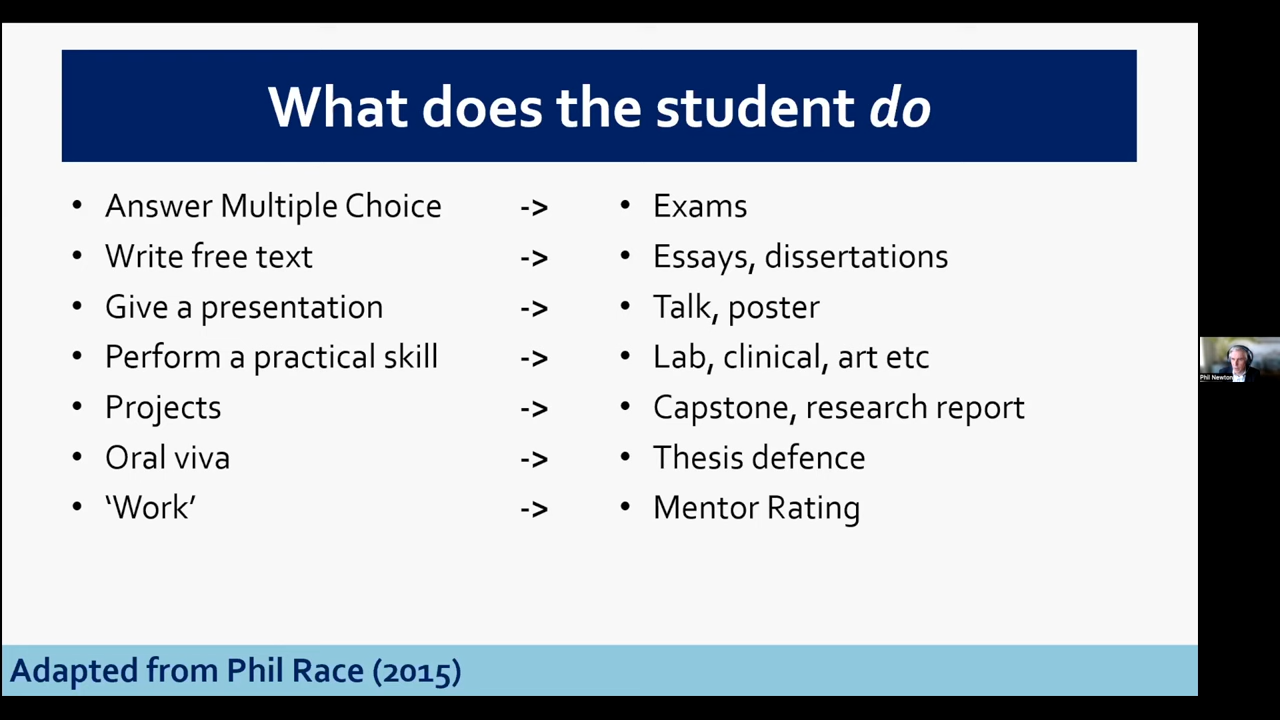 What does the student do
• Answer Multiple Choice -> • Exams
• Write free text -> • Essays, dissertations
• Give a presentation -> • Talk, poster
• Perform a practical skill -> • Lab, clinical, art etc
• Projects -> • Capstone, research report
• Oral viva -> • Thesis defence
• ‘Work’ -> • Mentor Rating
Phil Newton
Adapted from Phil Race (2015)